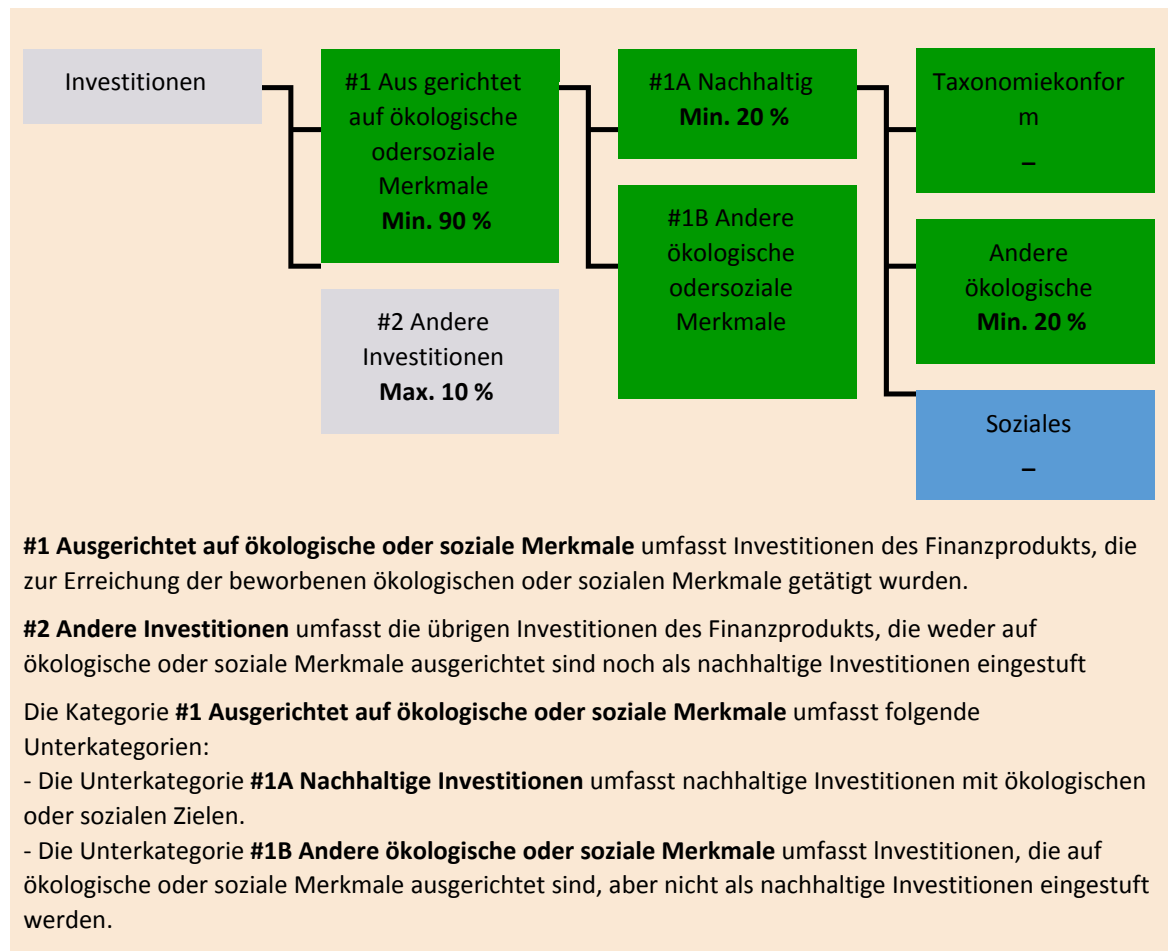 Investitionen
#1 Aus gerichtet
auf ökologische
odersoziale
Merkmale
Min. 90 %
#2 Andere
Investitionen
Max. 10 %
#1A Nachhaltig
Min. 20 %
#1B Andere
ökologische
odersoziale
Merkmale
Taxonomiekonfor
m
–
Andere
ökologische
Min. 20 %
Soziales
–
#1 Ausgerichtet auf ökologische oder soziale Merkmale umfasst Investitionen des Finanzprodukts, die
zur Erreichung der beworbenen ökologischen oder sozialen Merkmale getätigt wurden.
#2 Andere Investitionen umfasst die übrigen Investitionen des Finanzprodukts, die weder auf
ökologische oder soziale Merkmale ausgerichtet sind noch als nachhaltige Investitionen eingestuft
Die Kategorie #1 Ausgerichtet auf ökologische oder soziale Merkmale umfasst folgende
Unterkategorien:
- Die Unterkategorie #1A Nachhaltige Investitionen umfasst nachhaltige Investitionen mit ökologischen
oder sozialen Zielen.
- Die Unterkategorie #1B Andere ökologische oder soziale Merkmale umfasst lnvestitionen, die auf
ökologische oder soziale Merkmale ausgerichtet sind, aber nicht als nachhaltige Investitionen eingestuft
werden.